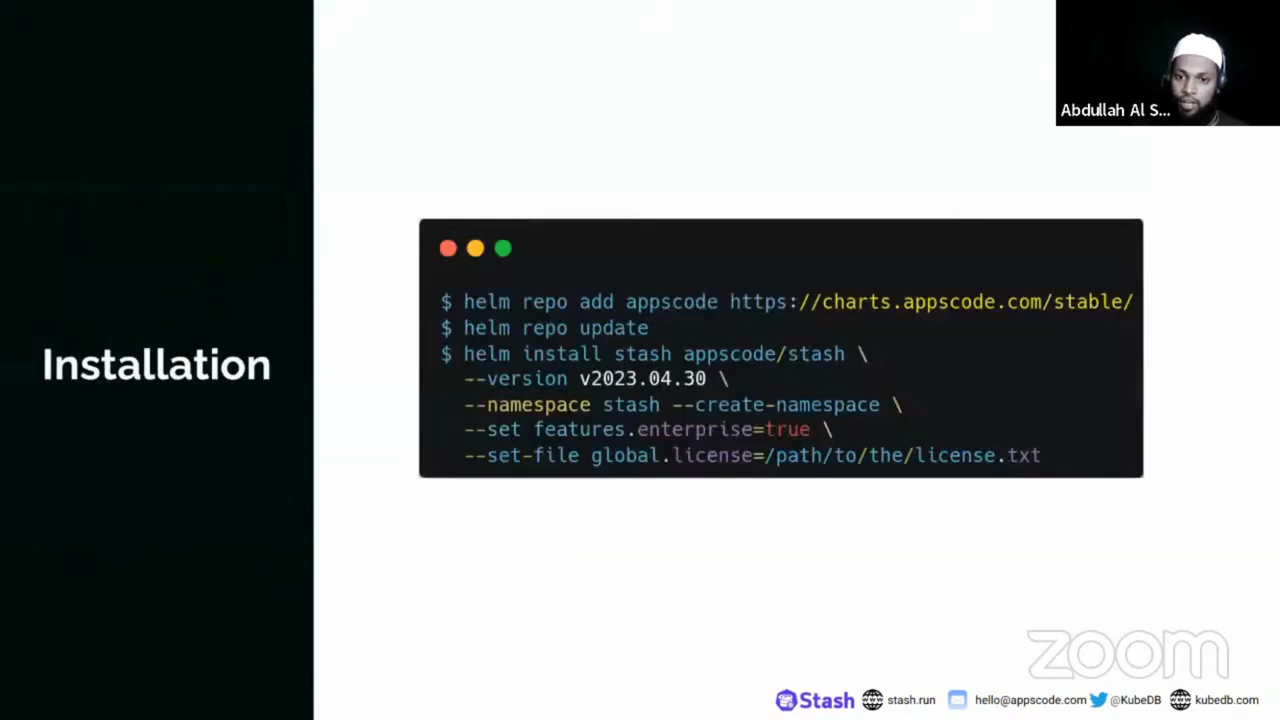 Abdullah Al S...
Installation
$ helm repo add appscode https://charts.appscode.com/stable/
$ helm repo update
$ helm install stash appscode/stash \
--version v2023.04.30 \
--namespace stash --create-namespace \
--set features.enterprise=true \
--set-file global.license=/path/to/the/license.txt
zoom
Stash stash.run hello@appscode.com @KubeDB kubedb.com